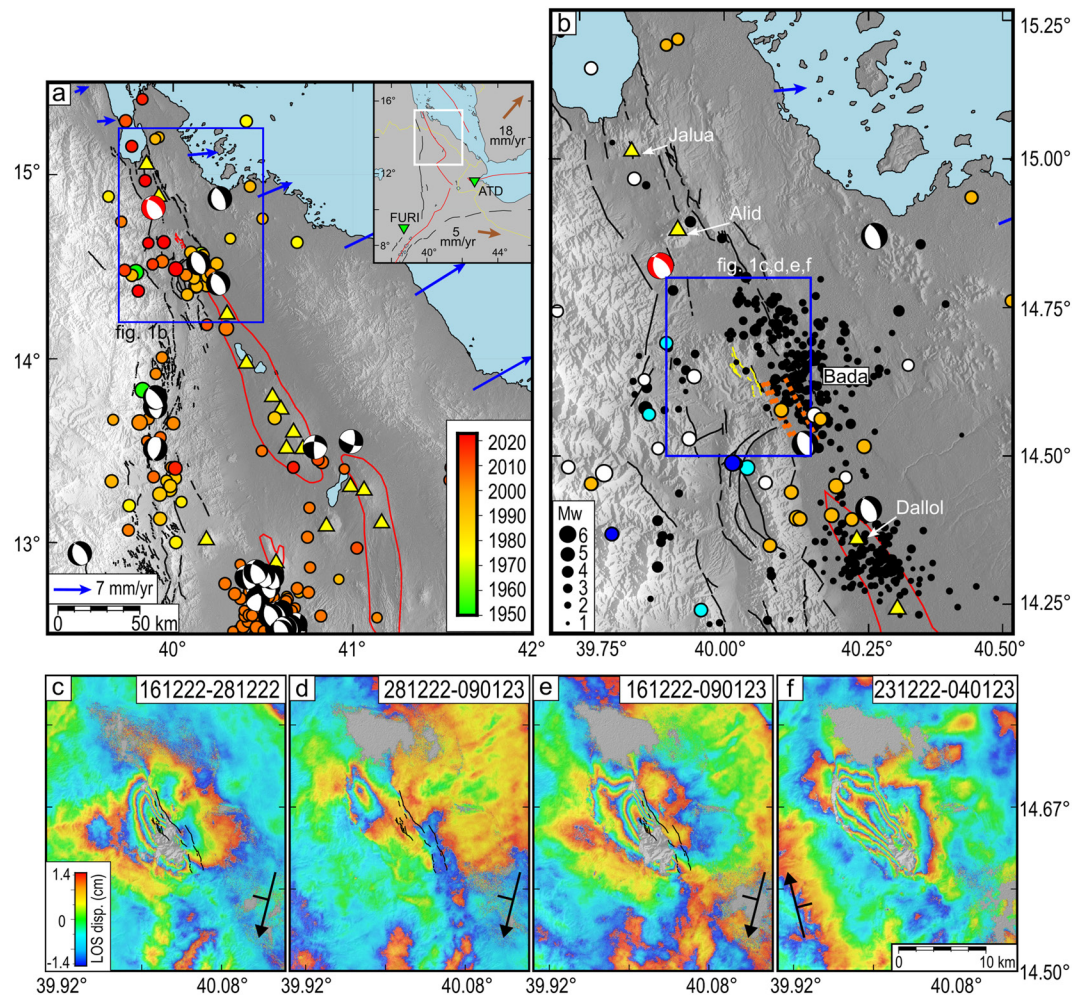 a
15°
14°
13°
40°
41°
42°
fig. 1b
7 mm/yr
0
50 km
2020
2010
2000
1990
1980
1970
1960
1950
16°
12°
8°
40°
44°
18
mm/yr
ATD
FURI
5
mm/yr
b
15.25°
15.00°
14.75°
14.50°
14.25°
39.75°
40.00°
40.25°
40.50°
Jalua
Alid
fig. 1c,d,e,f
Bada
Dallol
Mw
6
5
4
3
2
1
c
161222-281222
d
281222-090123
e
161222-090123
f
231222-040123
14.67°
14.50°
1.4
0
-1.4
LOS disp. (cm)
0
10 km
39.92
40.08°
39.92
40.08°
39.92
40.08°
39.92
40.08°